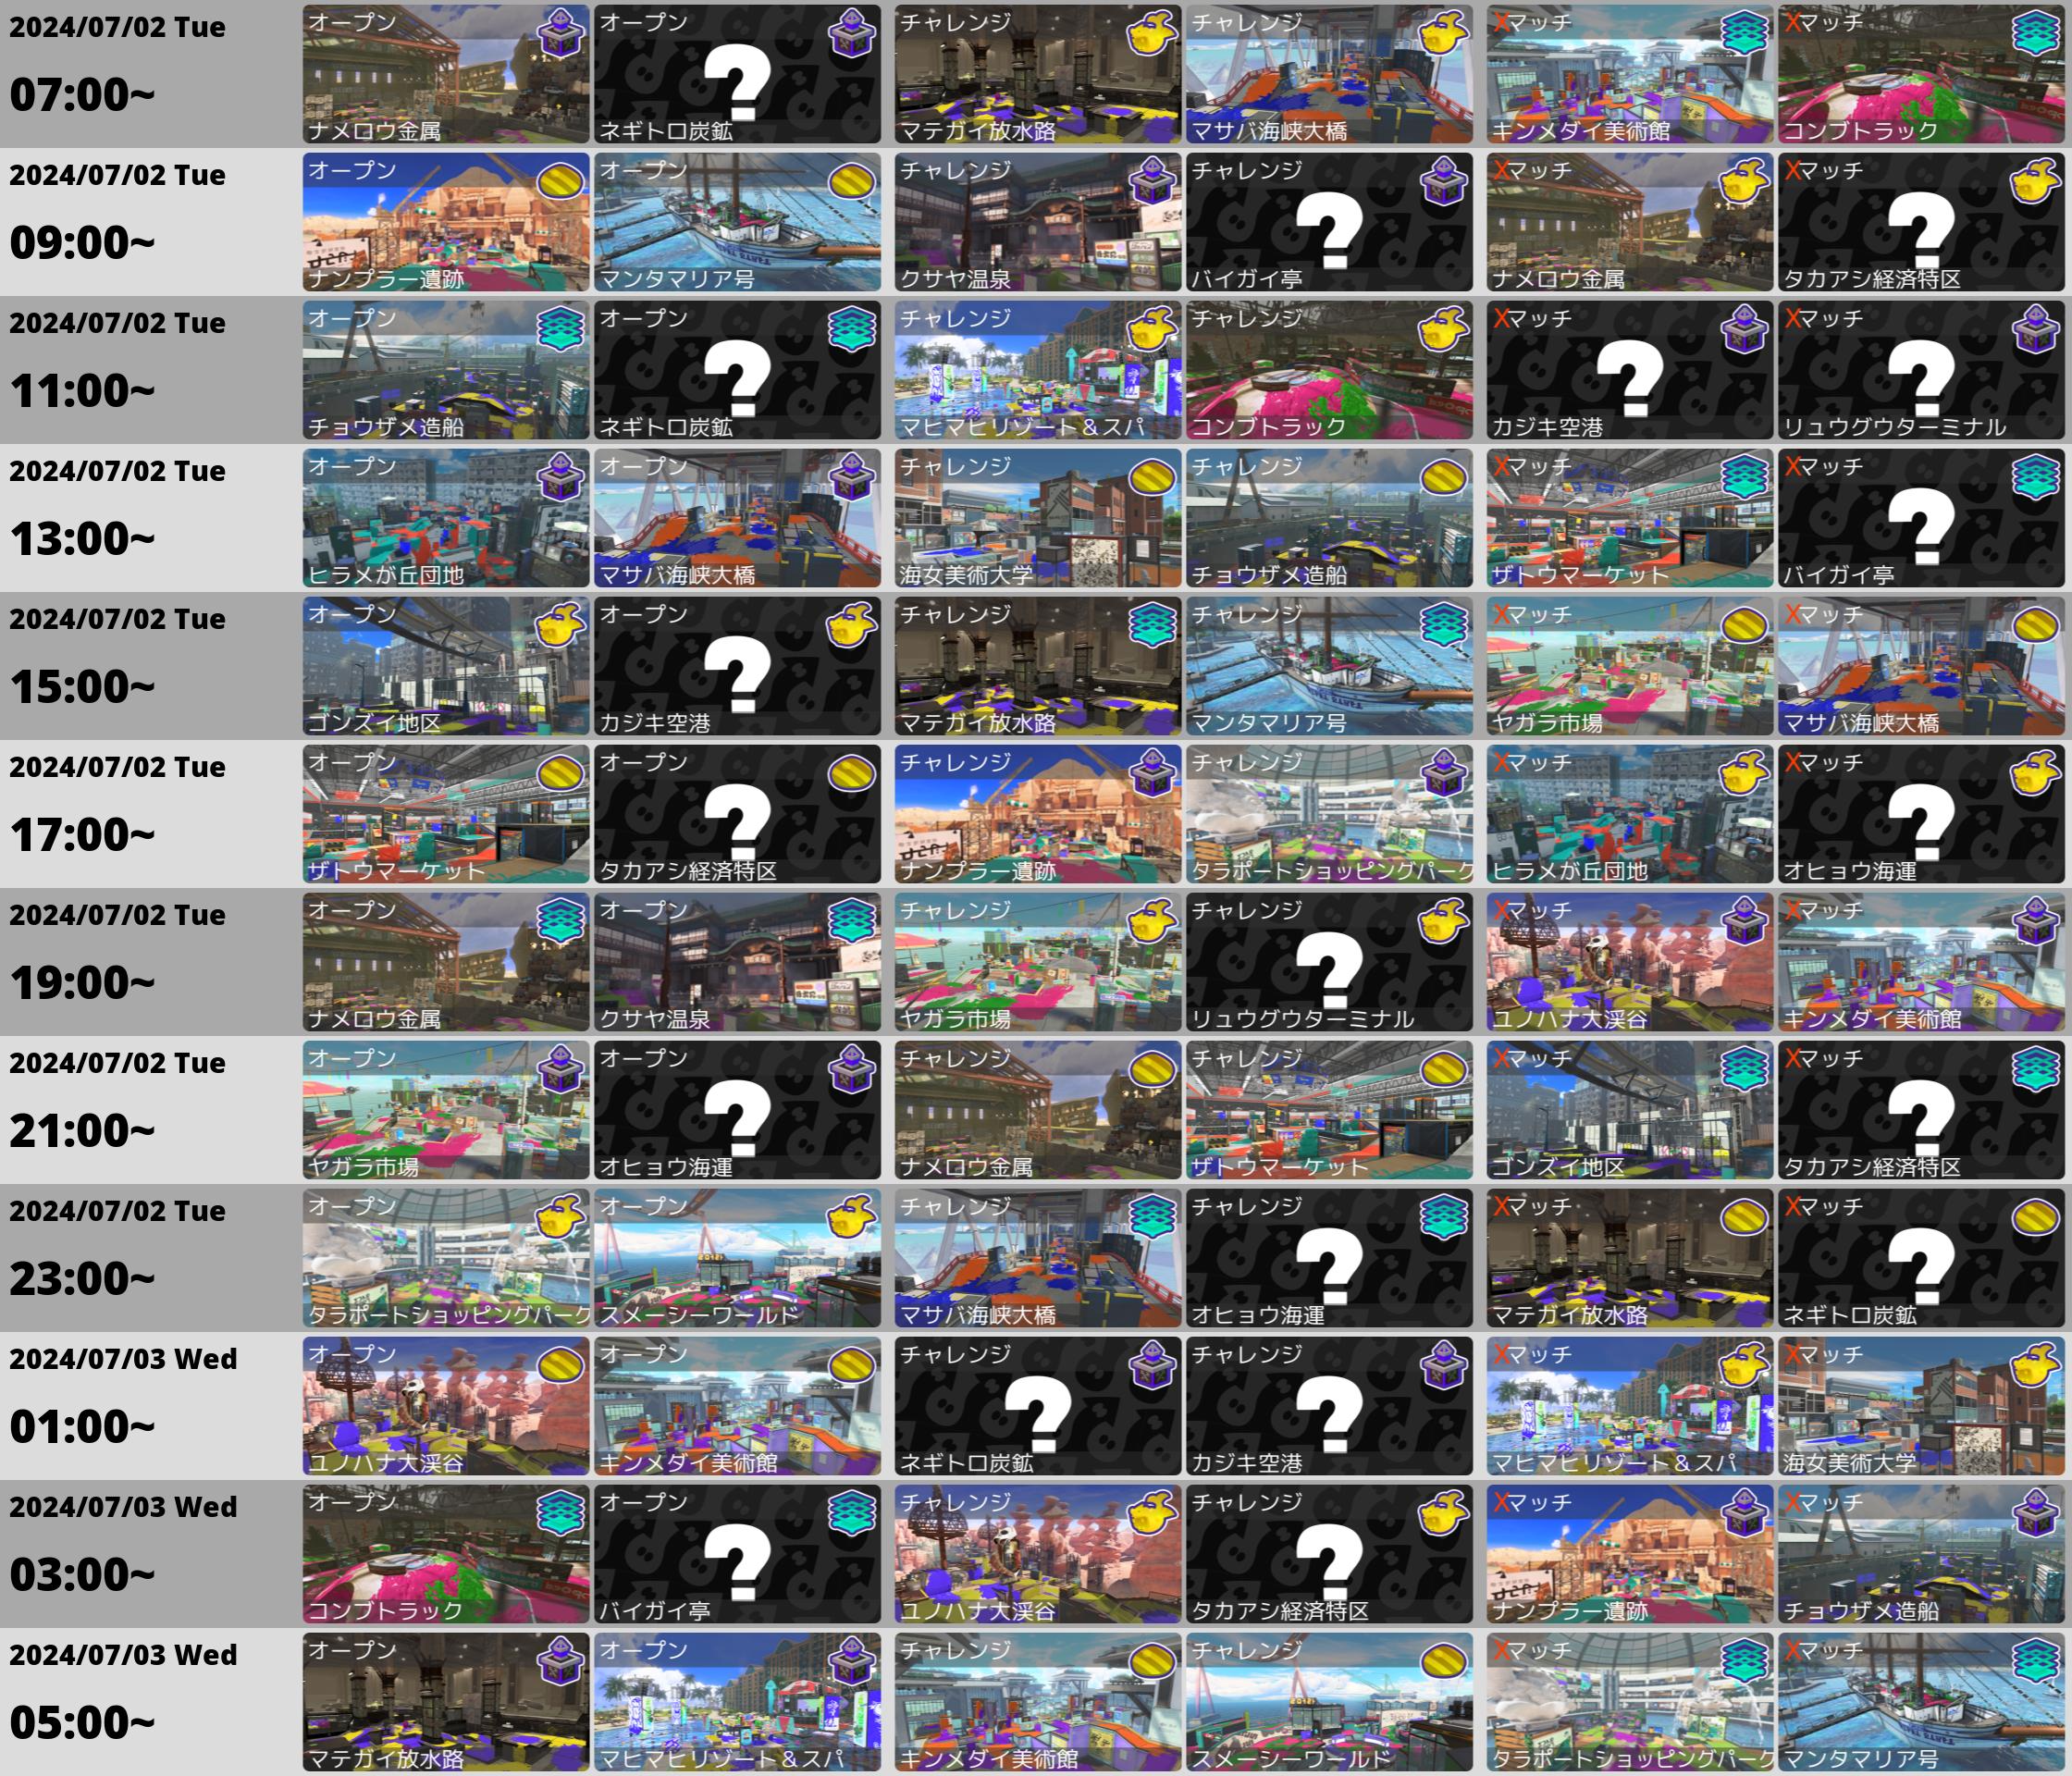 2024/07/02 Tue
07:00~
オープン
ナメロウ金属
オープン
?
ネギトロ炭鉱
チャレンジ
マテガイ放水路
チャレンジ
マサバ海峡大橋
Xマッチ
キンメダイ美術館
Xマッチ
コンブトラック
2024/07/02 Tue
09:00~
オープン
ナンプラー遺跡
オープン
マンタマリア号
チャレンジ
クサヤ温泉
チャレンジ
?
バイガイ亭
Xマッチ
ナメロウ金属
Xマッチ
?
タカアシ経済特区
2024/07/02 Tue
11:00~
オープン
チョウザメ造船
オープン
?
ネギトロ炭鉱
チャレンジ
マヒマヒリゾート＆スパ
チャレンジ
コンブトラック
Xマッチ
?
カジキ空港
Xマッチ
?
リュウグウターミナル
2024/07/02 Tue
13:00~
オープン
ヒラメが丘団地
オープン
マサバ海峡大橋
チャレンジ
海女美術大学
チャレンジ
チョウザメ造船
Xマッチ
ザトウマーケット
Xマッチ
?
バイガイ亭
2024/07/02 Tue
15:00~
オープン
ゴンズイ地区
オープン
?
カジキ空港
チャレンジ
マテガイ放水路
チャレンジ
マンタマリア号
Xマッチ
ヤガラ市場
Xマッチ
マサバ海峡大橋
2024/07/02 Tue
17:00~
オープン
ザトウマーケット
オープン
?
タカアシ経済特区
チャレンジ
ナンプラー遺跡
チャレンジ
タラポートショッピングパーク
Xマッチ
ヒラメが丘団地
Xマッチ
?
オヒョウ海運
2024/07/02 Tue
19:00~
オープン
ナメロウ金属
オープン
クサヤ温泉
チャレンジ
ヤガラ市場
チャレンジ
?
リュウグウターミナル
Xマッチ
ユノハナ大渓谷
Xマッチ
キンメダイ美術館
2024/07/02 Tue
21:00~
オープン
ヤガラ市場
オープン
?
オヒョウ海運
チャレンジ
ナメロウ金属
チャレンジ
ザトウマーケット
Xマッチ
ゴンズイ地区
Xマッチ
?
タカアシ経済特区
2024/07/02 Tue
23:00~
オープン
タラポートショッピングパーク
オープン
スメーシーワールド
チャレンジ
マサバ海峡大橋
チャレンジ
?
オヒョウ海運
Xマッチ
マテガイ放水路
Xマッチ
?
ネギトロ炭鉱
2024/07/03 Wed
01:00~
オープン
ユノハナ大渓谷
オープン
キンメダイ美術館
チャレンジ
?
ネギトロ炭鉱
チャレンジ
?
カジキ空港
Xマッチ
マヒマヒリゾート＆スパ
Xマッチ
海女美術大学
2024/07/03 Wed
03:00~
オープン
コンブトラック
オープン
?
バイガイ亭
チャレンジ
ユノハナ大渓谷
チャレンジ
?
タカアシ経済特区
Xマッチ
ナンプラー遺跡
Xマッチ
チョウザメ造船
2024/07/03 Wed
05:00~
オープン
マテガイ放水路
オープン
マヒマヒリゾート＆スパ
チャレンジ
キンメダイ美術館
チャレンジ
スメーシーワールド
Xマッチ
タラポートショッピングパーク
Xマッチ
マンタマリア号